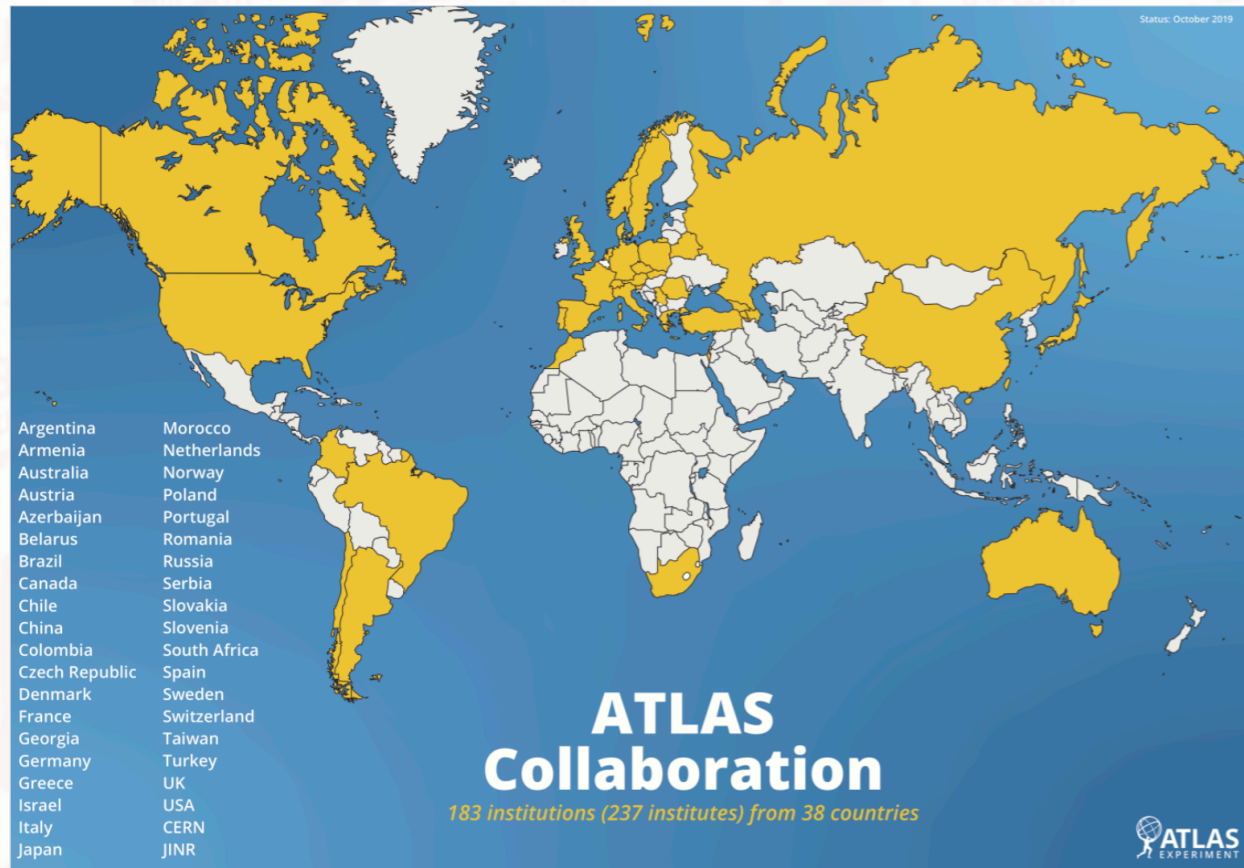 Status: October 2019
Argentina
Armenia
Australia
Austria
Azerbaijan
Belarus
Brazil
Canada
Chile
China
Colombia
Czech Republic
Denmark
France
Georgia
Germany
Greece
Israel
Italy
Japan
Morocco
Netherlands
Norway
Poland
Portugal
Romania
Russia
Serbia
Slovakia
Slovenia
South Africa
Spain
Sweden
Switzerland
Taiwan
Turkey
UK
USA
CERN
JINR
ATLAS
Collaboration
183 institutions (237 institutes) from 38 countries
ATLAS
EXPERIMENT